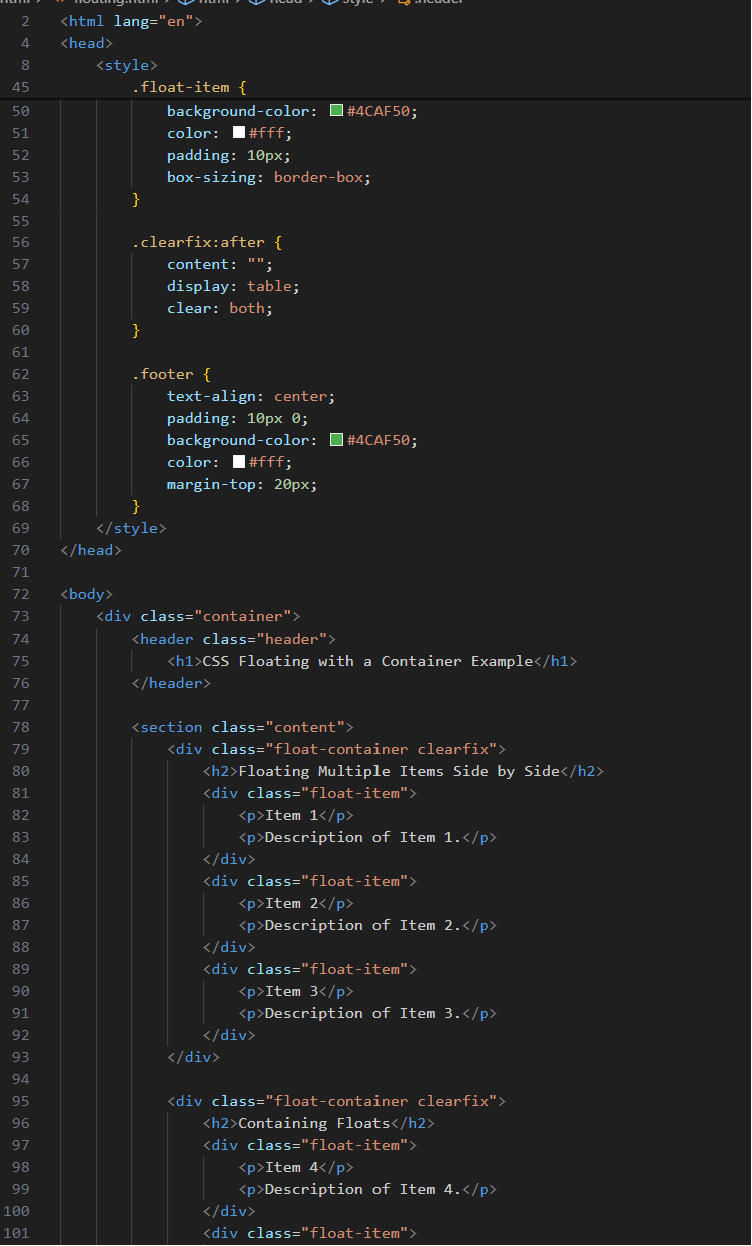 html > <> floating.html > html > head > style > .header
2 <html lang="en">
4 <head>
8 <style>
45 .float-item {
50 background-color: #4CAF50;
51 color: #fff;
52 padding: 10px;
53 box-sizing: border-box;
54 }
55
56 .clearfix:after {
57 content: "";
58 display: table;
59 clear: both;
60 }
61
62 .footer {
63 text-align: center;
64 padding: 10px 0;
65 background-color: #4CAF50;
66 color: #fff;
67 margin-top: 20px;
68 }
69 </style>
70 </head>
71
72 <body>
73 <div class="container">
74 <header class="header">
75 <h1>CSS Floating with a Container Example</h1>
76 </header>
77
78 <section class="content">
79 <div class="float-container clearfix">
80 <h2>Floating Multiple Items Side by Side</h2>
81 <div class="float-item">
82 <p>Item 1</p>
83 <p>Description of Item 1.</p>
84 </div>
85 <div class="float-item">
86 <p>Item 2</p>
87 <p>Description of Item 2.</p>
88 </div>
89 <div class="float-item">
90 <p>Item 3</p>
91 <p>Description of Item 3.</p>
92 </div>
93 </div>
94
95 <div class="float-container clearfix">
96 <h2>Containing Floats</h2>
97 <div class="float-item">
98 <p>Item 4</p>
99 <p>Description of Item 4.</p>
100 </div>
101 <div class="float-item">